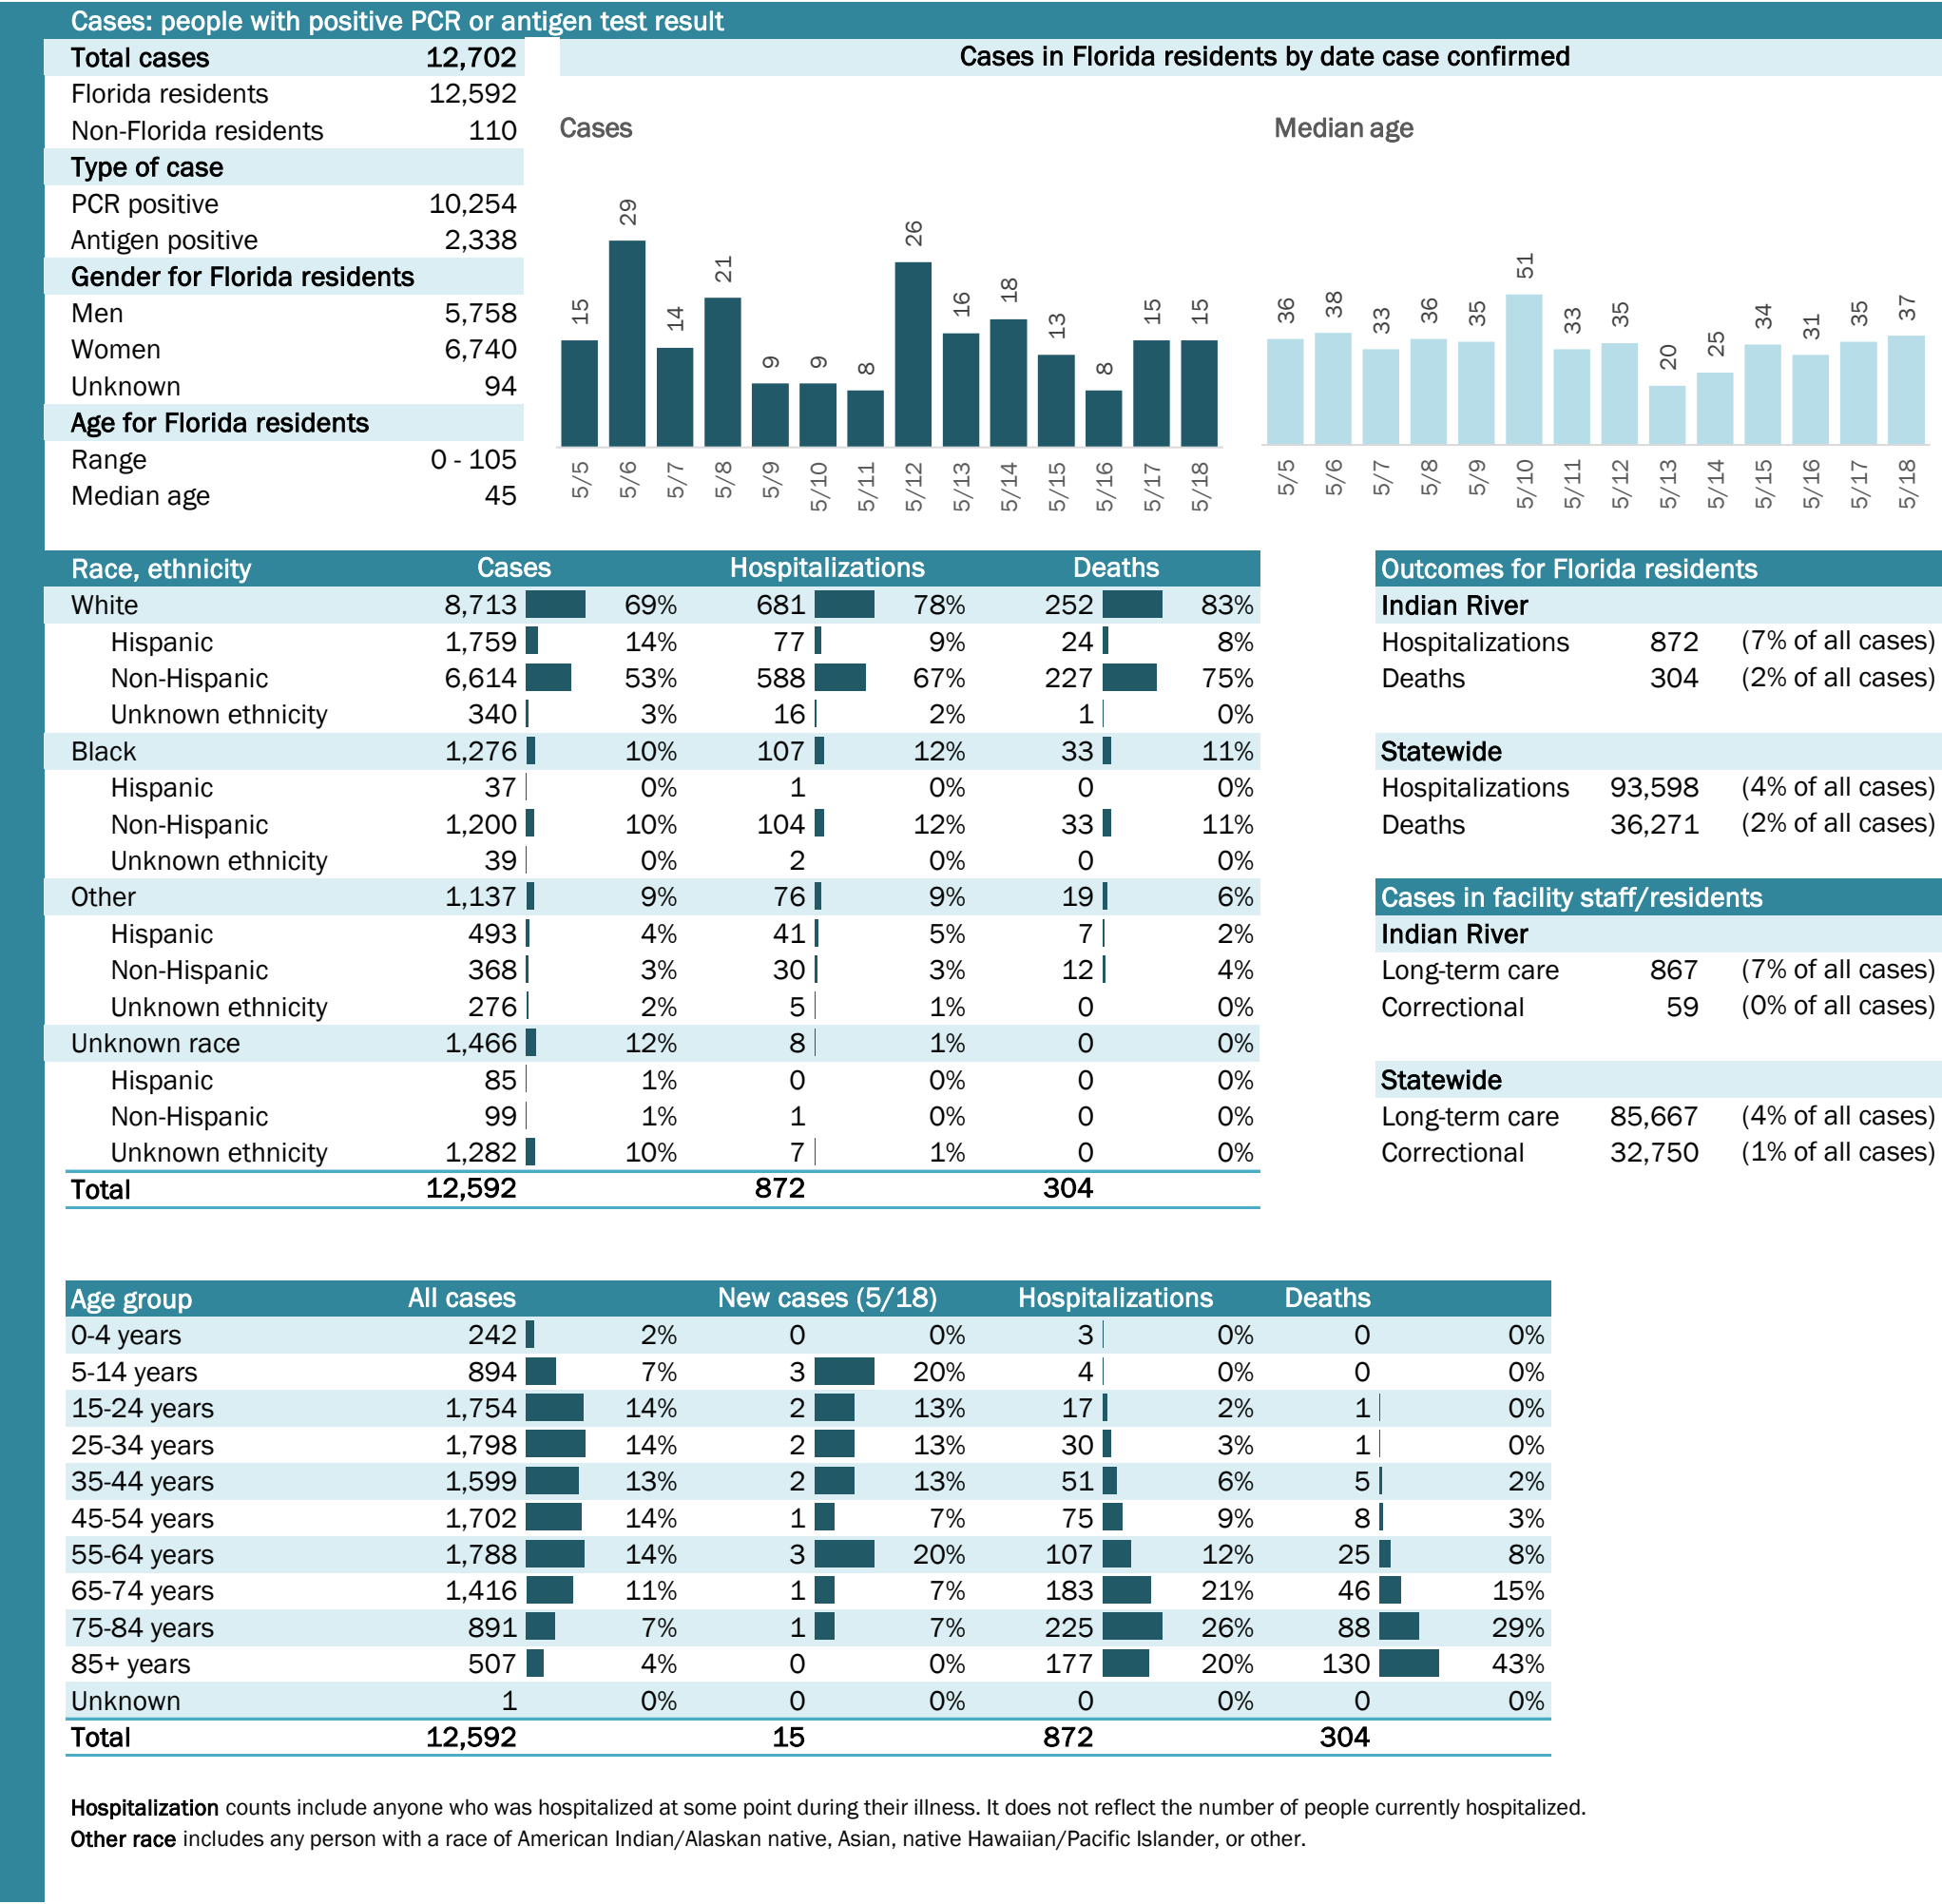 Cases: people with positive PCR or antigen test result
Total cases 12,702
Florida residents 12,592
Non-Florida residents 110
Type of case
PCR positive 10,254
Antigen positive 2,338
Gender for Florida residents
Men 5,758
Women 6,740
Unknown 94
Age for Florida residents
Range 0 - 105
Median age 45
Cases in Florida residents by date case confirmed
Cases
15 29 14 21 9 9 8 26 16 18 13 8 15 15
5/5 5/6 5/7 5/8 5/9 5/10 5/11 5/12 5/13 5/14 5/15 5/16 5/17 5/18
Median age
36 38 33 36 35 51 33 35 20 25 34 31 35 37
5/5 5/6 5/7 5/8 5/9 5/10 5/11 5/12 5/13 5/14 5/15 5/16 5/17 5/18
Race, ethnicity Cases Hospitalizations Deaths
White 8,713 69% 681 78% 252 83%
Hispanic 1,759 14% 77 9% 24 8%
Non-Hispanic 6,614 53% 588 67% 227 75%
Unknown ethnicity 340 3% 16 2% 1 0%
Black 1,276 10% 107 12% 33 11%
Hispanic 37 0% 1 0% 0 0%
Non-Hispanic 1,200 10% 104 12% 33 11%
Unknown ethnicity 39 0% 2 0% 0 0%
Other 1,137 9% 76 9% 19 6%
Hispanic 493 4% 41 5% 7 2%
Non-Hispanic 368 3% 30 3% 12 4%
Unknown ethnicity 276 2% 5 1% 0 0%
Unknown race 1,466 12% 8 1% 0 0%
Hispanic 85 1% 0 0% 0 0%
Non-Hispanic 99 1% 1 0% 0 0%
Unknown ethnicity 1,282 10% 7 1% 0 0%
Total 12,592 872 304
Outcomes for Florida residents
Indian River
Hospitalizations 872 (7% of all cases)
Deaths 304 (2% of all cases)
Statewide
Hospitalizations 93,598 (4% of all cases)
Deaths 36,271 (2% of all cases)
Cases in facility staff/residents
Indian River
Long-term care 867 (7% of all cases)
Correctional 59 (0% of all cases)
Statewide
Long-term care 85,667 (4% of all cases)
Correctional 32,750 (1% of all cases)
Age group All cases New cases (5/18) Hospitalizations Deaths
0-4 years 242 2% 0 0% 3 0% 0 0%
5-14 years 894 7% 3 20% 4 0% 0 0%
15-24 years 1,754 14% 2 13% 17 2% 1 0%
25-34 years 1,798 14% 2 13% 30 3% 1 0%
35-44 years 1,599 13% 2 13% 51 6% 5 2%
45-54 years 1,702 14% 1 7% 75 9% 8 3%
55-64 years 1,788 14% 3 20% 107 12% 25 8%
65-74 years 1,416 11% 1 7% 183 21% 46 15%
75-84 years 891 7% 1 7% 225 26% 88 29%
85+ years 507 4% 0 0% 177 20% 130 43%
Unknown 1 0% 0 0% 0 0% 0 0%
Total 12,592 15 872 304
Hospitalization counts include anyone who was hospitalized at some point during their illness. It does not reflect the number of people currently hospitalized.
Other race includes any person with a race of American Indian/Alaskan native, Asian, native Hawaiian/Pacific Islander, or other.